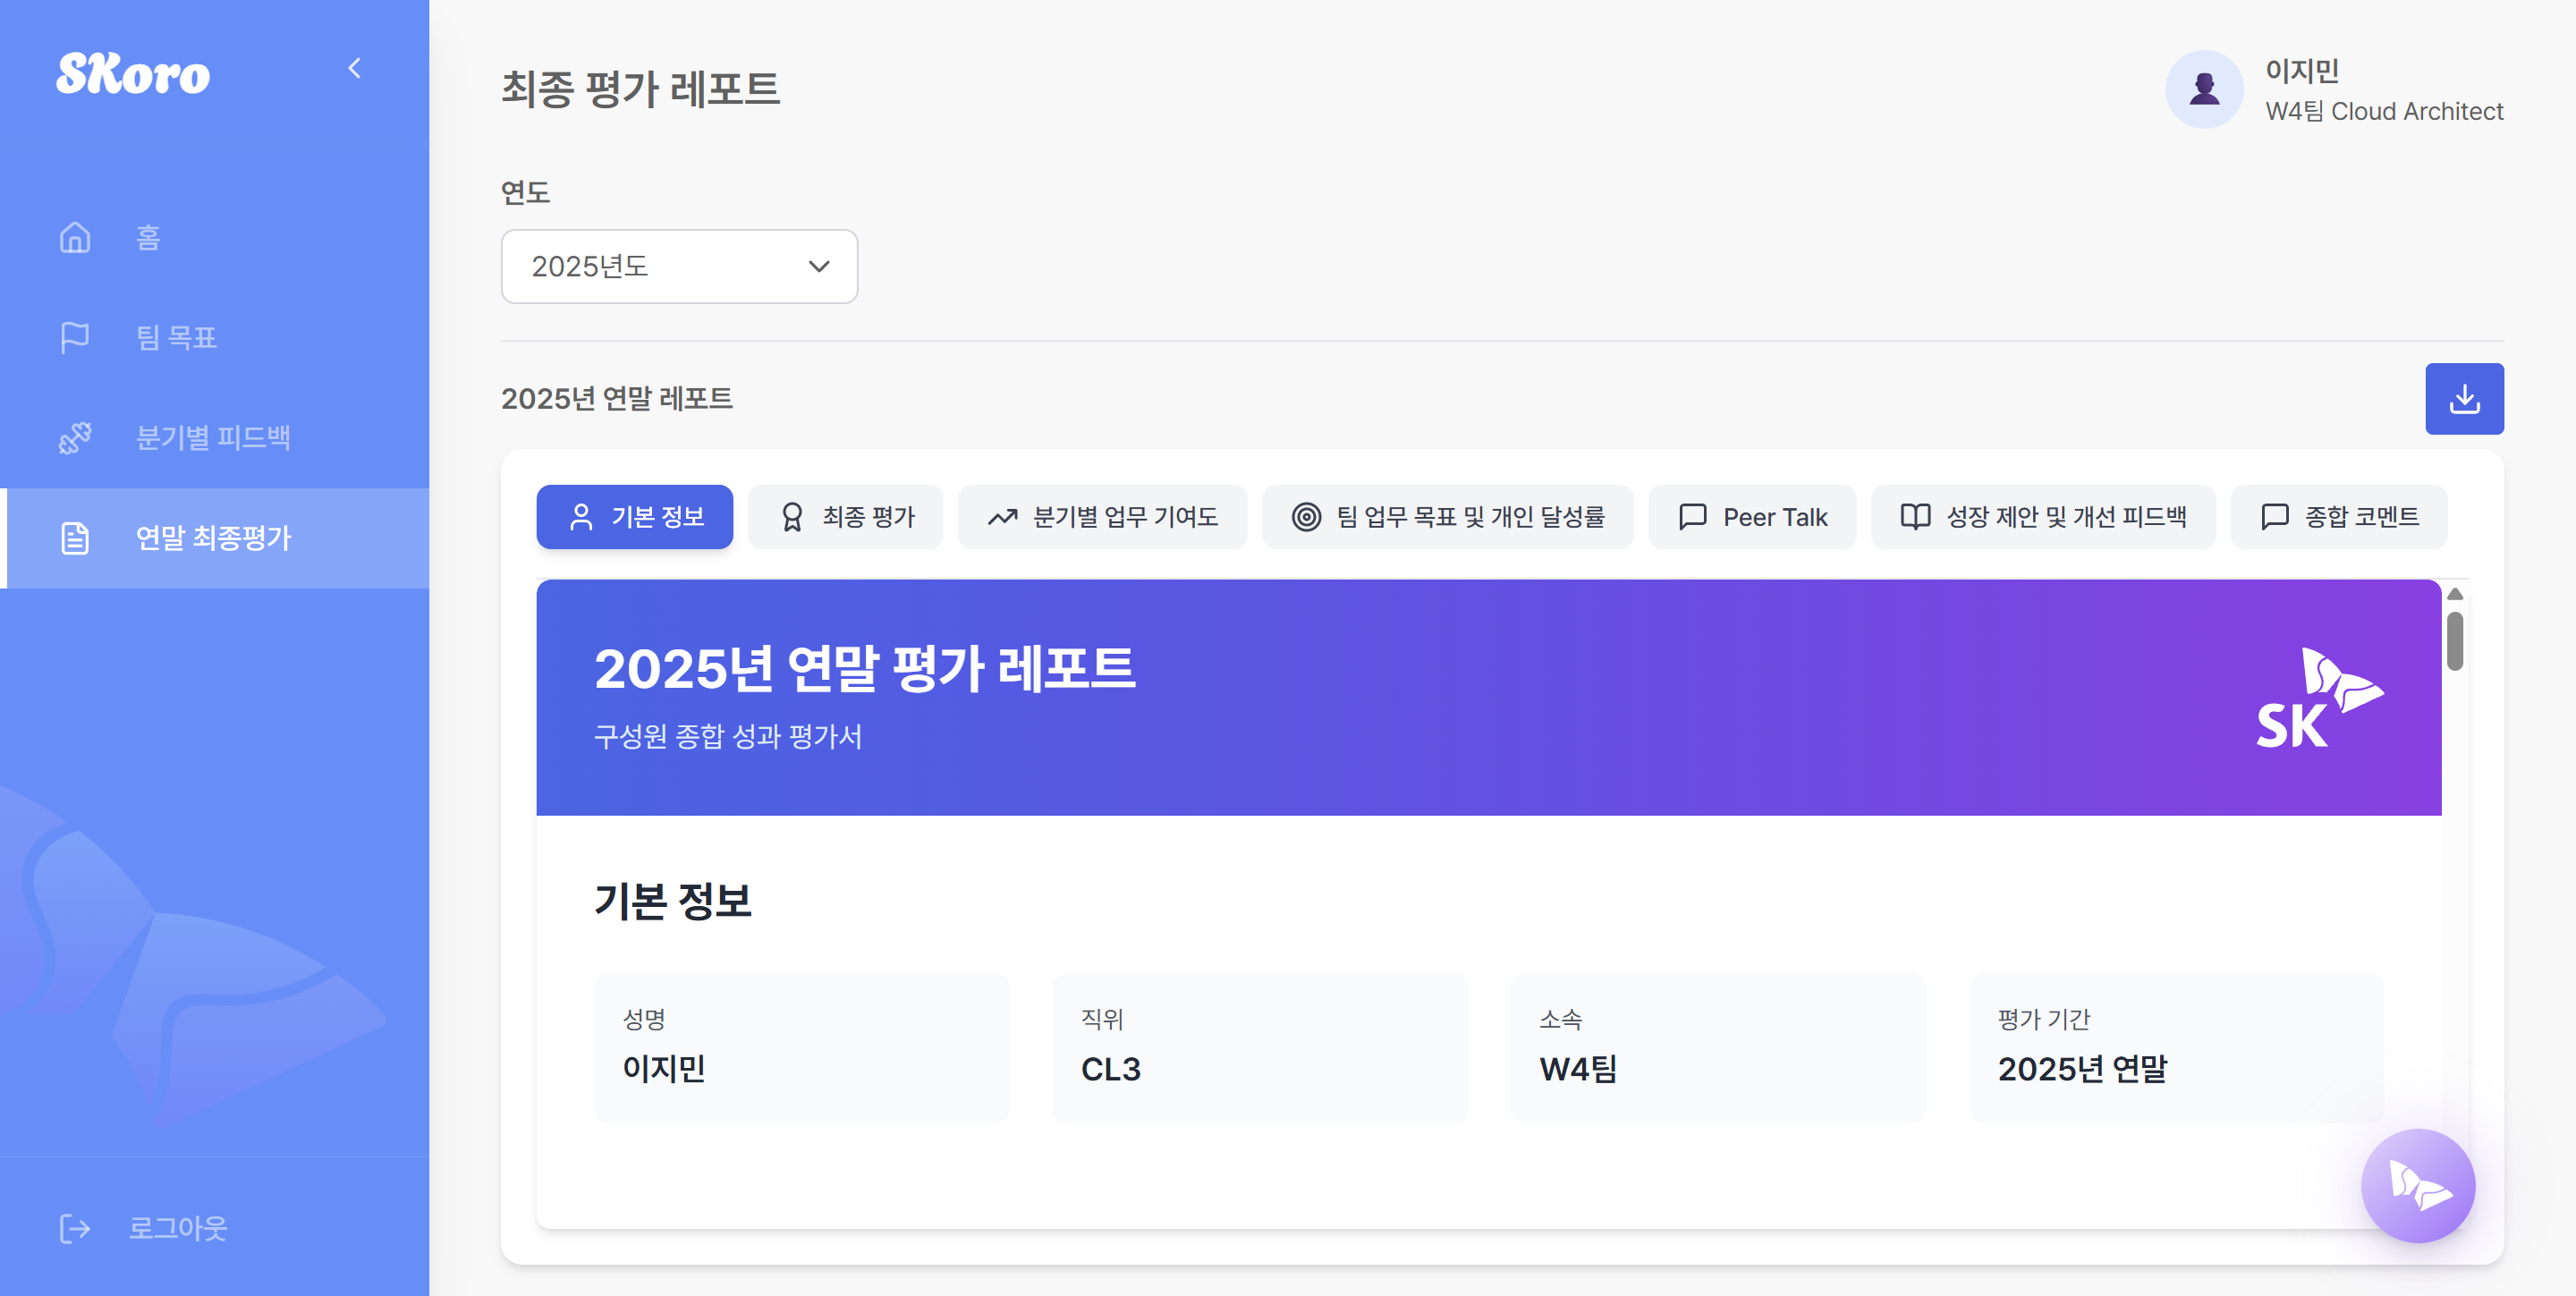 SKoro
홈
팀 목표
분기별 피드백
연말 최종평가
로그아웃
최종 평가 레포트
이지민
W4팀 Cloud Architect
연도
2025년도
2025년 연말 레포트
기본 정보
최종 평가
분기별 업무 기여도
팀 업무 목표 및 개인 달성률
Peer Talk
성장 제안 및 개선 피드백
종합 코멘트
2025년 연말 평가 레포트
구성원 종합 성과 평가서
SK
기본 정보
성명
이지민
직위
CL3
소속
W4팀
평가 기간
2025년 연말